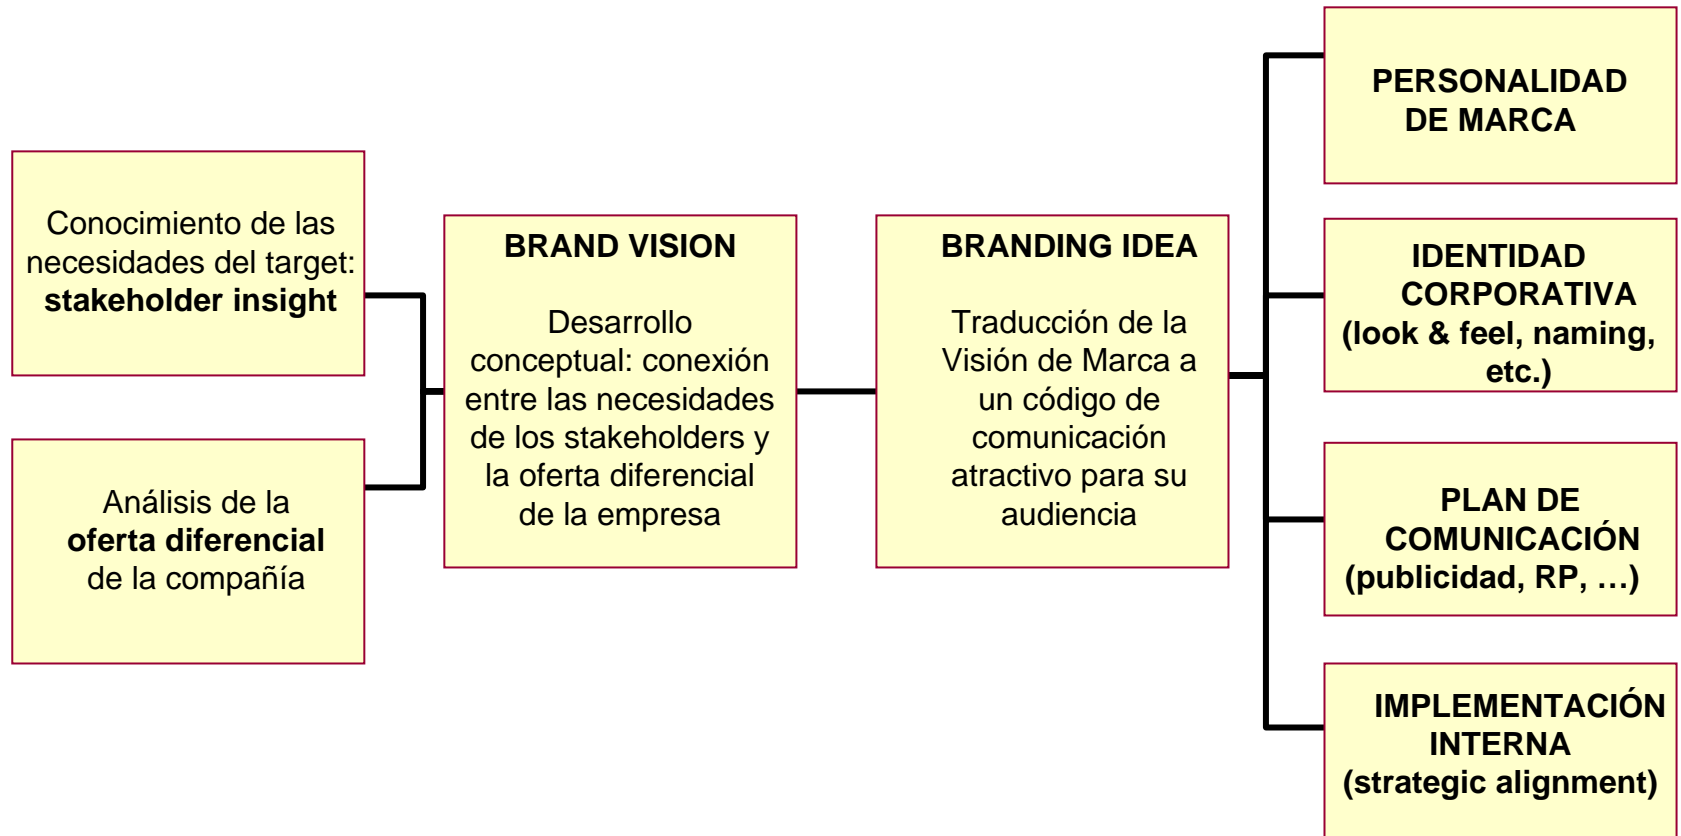 Conocimiento de las
necesidades del target:
stakeholder insight
Análisis de la
oferta diferencial
de la compañía
BRAND VISION
Desarrollo
conceptual: conexión
entre las necesidades
de los stakeholders y
la oferta diferencial
de la empresa
BRANDING IDEA
Traducción de la
Visión de Marca a
un código de
comunicación
atractivo para su
audiencia
PERSONALIDAD
DE MARCA
IDENTIDAD
CORPORATIVA
(look & feel, naming,
etc.)
PLAN DE
COMUNICACIÓN
(publicidad, RP, …)
IMPLEMENTACIÓN
INTERNA
(strategic alignment)